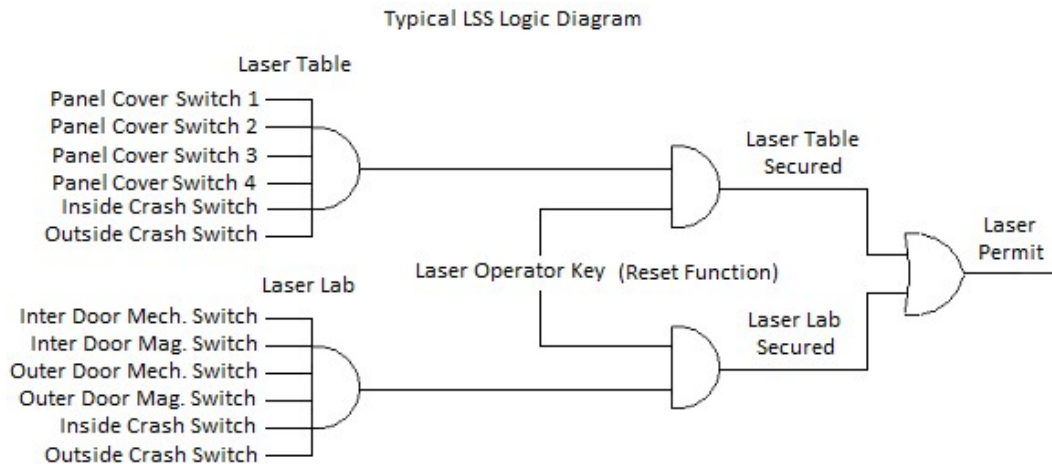 Typical LSS Logic Diagram
Laser Table
Panel Cover Switch 1
Panel Cover Switch 2
Panel Cover Switch 3
Panel Cover Switch 4
Inside Crash Switch
Outside Crash Switch
Laser Table
Secured
Laser
Permit
Laser Operator Key (Reset Function)
Laser Lab
Inter Door Mech. Switch
Inter Door Mag. Switch
Outer Door Mech. Switch
Outer Door Mag. Switch
Inside Crash Switch
Outside Crash Switch
Laser Lab
Secured